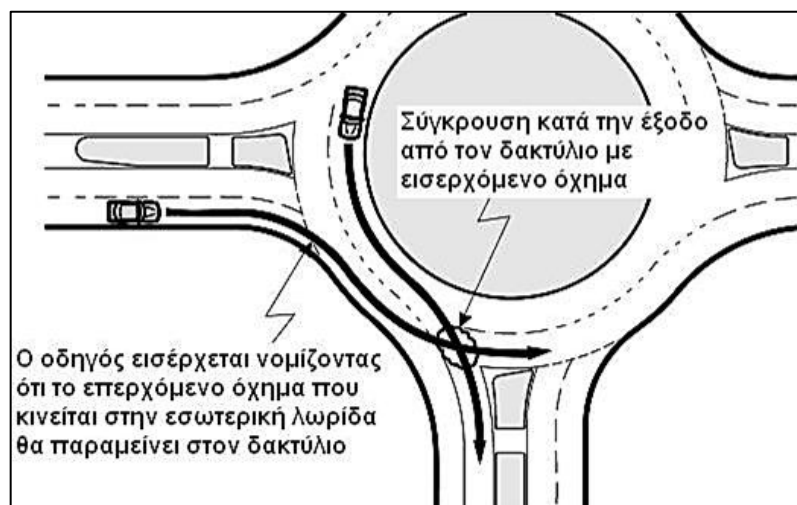 Σύγκρουση κατά την έξοδο
από τον δακτύλιο με
εισερχόμενο όχημα
Ο οδηγός εισέρχεται νομίζοντας
ότι το επερχόμενο όχημα που
κινείται στην εσωτερική λωρίδα
θα παραμείνει στον δακτύλιο